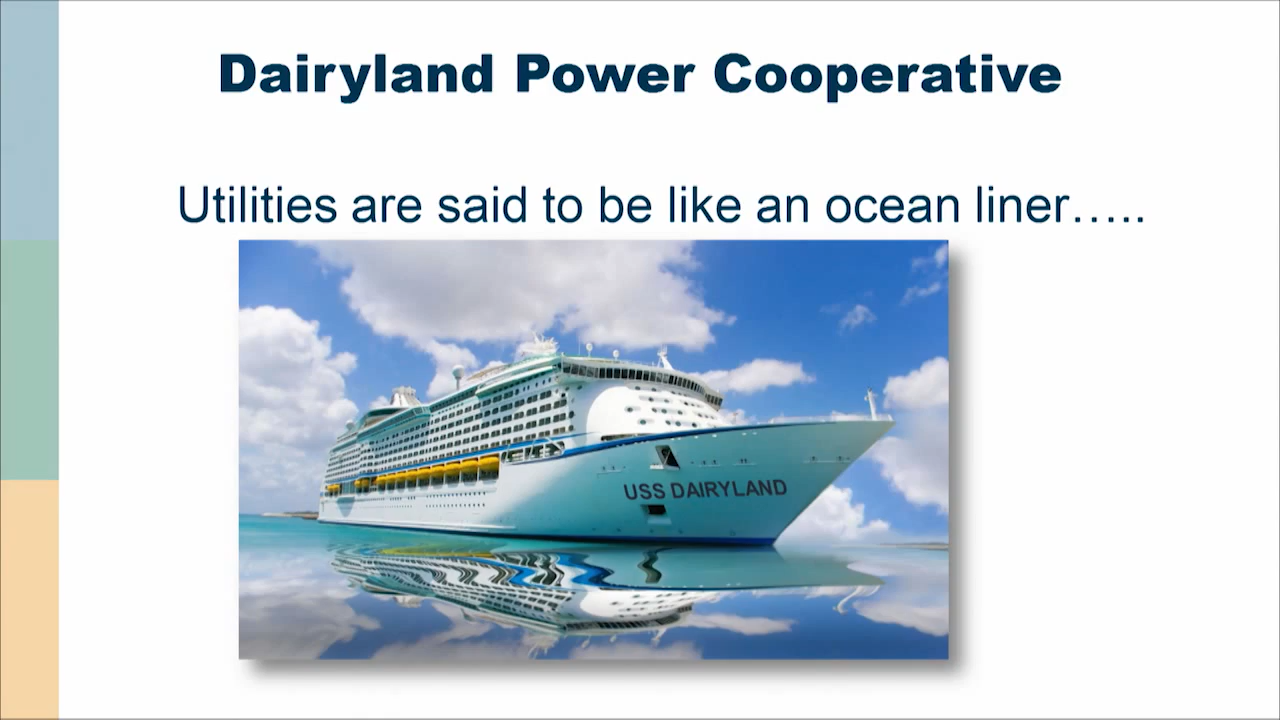 Dairyland Power Cooperative
Utilities are said to be like an ocean liner.....
USS DAIRYLAND